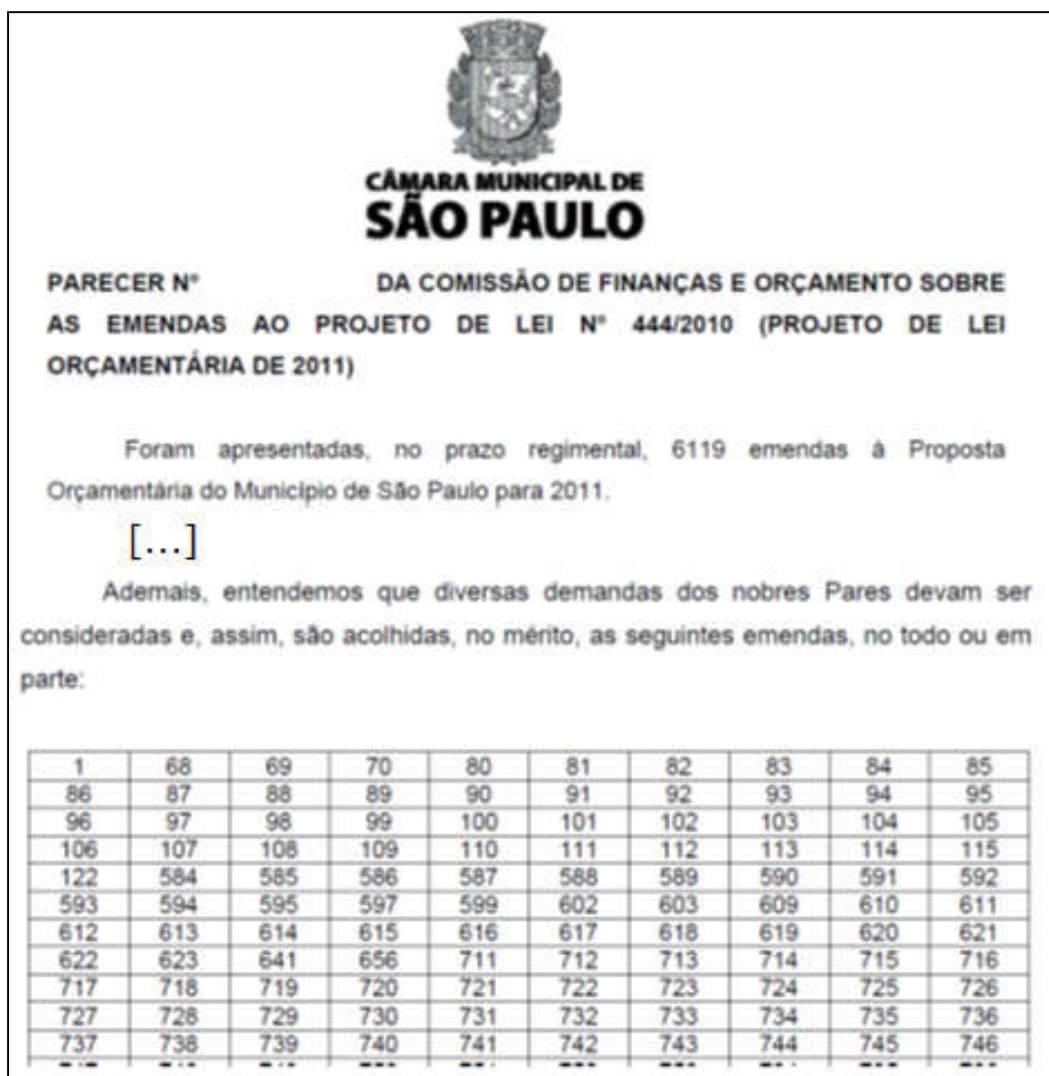 CÂMARA MUNICIPAL DE
SÃO PAULO
PARECER Nº DA COMISSÃO DE FINANÇAS E ORÇAMENTO SOBRE
AS EMENDAS AO PROJETO DE LEI Nº 444/2010 (PROJETO DE LEI
ORÇAMENTÁRIA DE 2011)
Foram apresentadas, no prazo regimental, 6119 emendas à Proposta
Orçamentária do Município de São Paulo para 2011.
[...]
Ademais, entendemos que diversas demandas dos nobres Pares devam ser
consideradas e, assim, são acolhidas, no mérito, as seguintes emendas, no todo ou em
parte:
1 68 69 70 80 81 82 83 84 85
86 87 88 89 90 91 92 93 94 95
96 97 98 99 100 101 102 103 104 105
106 107 108 109 110 111 112 113 114 115
122 584 585 586 587 588 589 590 591 592
593 594 595 597 599 602 603 609 610 611
612 613 614 615 616 617 618 619 620 621
622 623 641 656 711 712 713 714 715 716
717 718 719 720 721 722 723 724 725 726
727 728 729 730 731 732 733 734 735 736
737 738 739 740 741 742 743 744 745 746